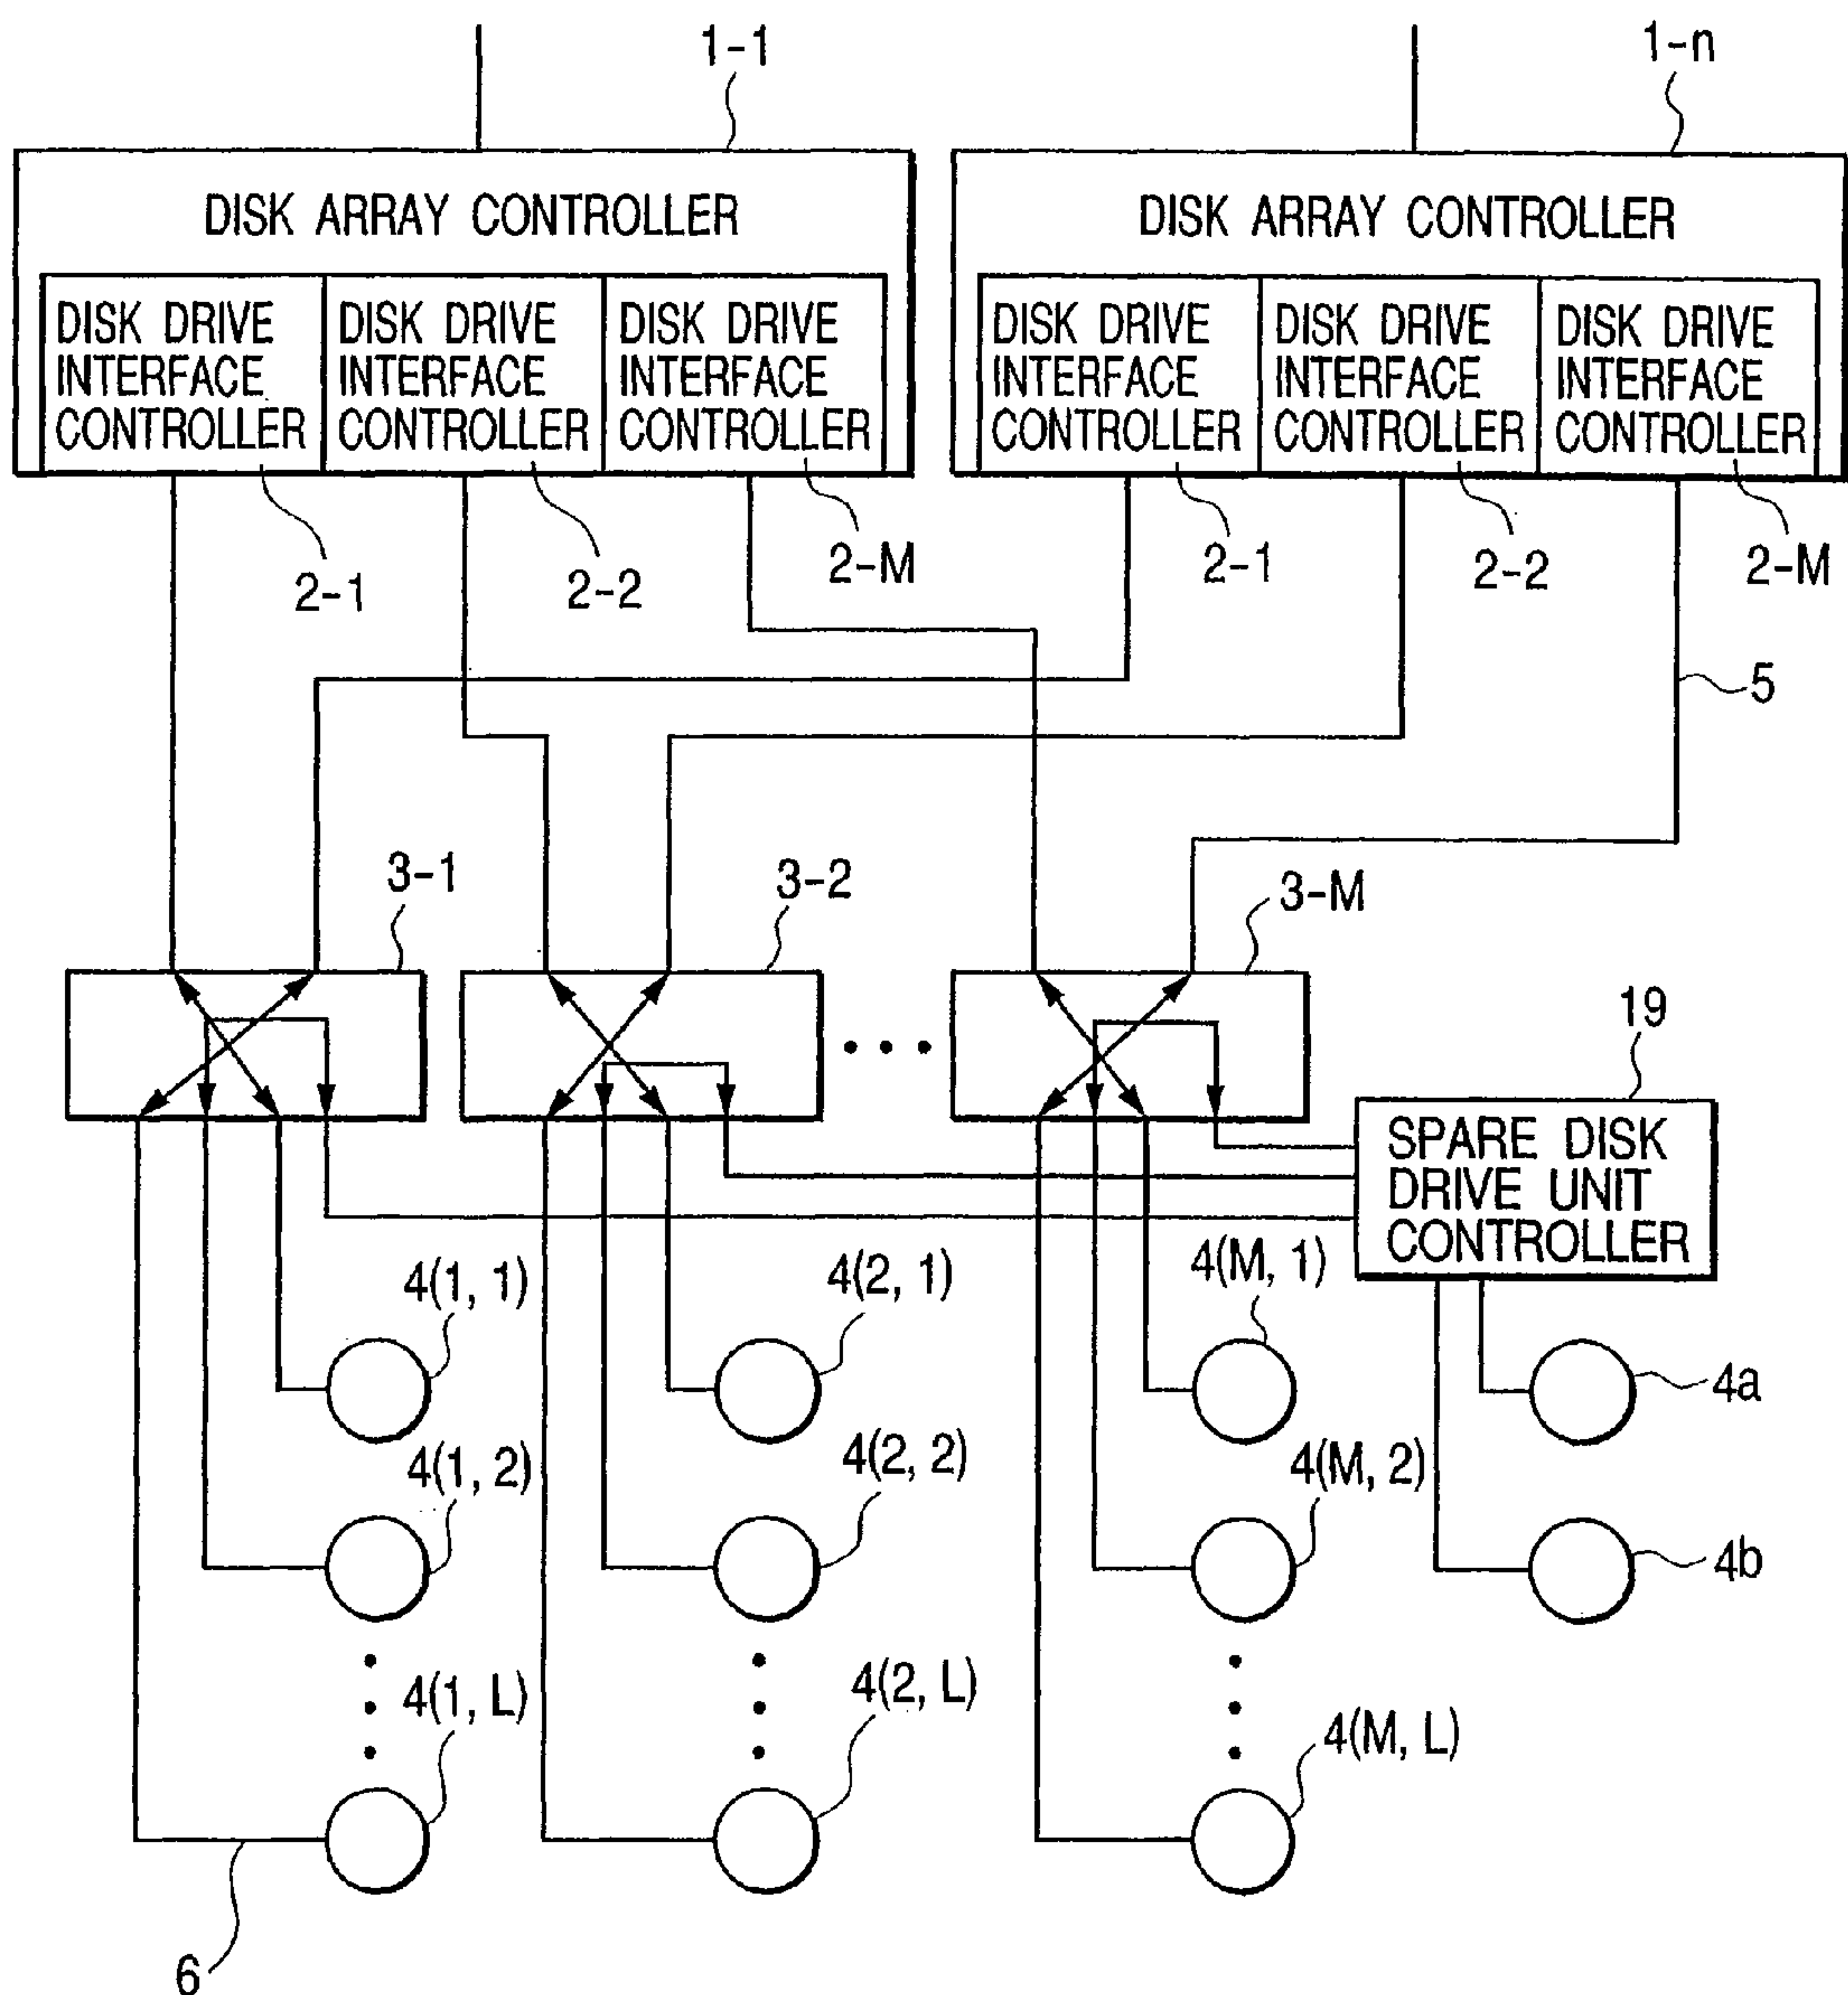 1-1
1-n
DISK ARRAY CONTROLLER
DISK ARRAY CONTROLLER
DISK DRIVE
INTERFACE
CONTROLLER
DISK DRIVE
INTERFACE
CONTROLLER
DISK DRIVE
INTERFACE
CONTROLLER
DISK DRIVE
INTERFACE
CONTROLLER
DISK DRIVE
INTERFACE
CONTROLLER
DISK DRIVE
INTERFACE
CONTROLLER
2-1
2-2
2-M
2-1
2-2
2-M
5
3-1
3-2
3-M
19
SPARE DISK
DRIVE UNIT
CONTROLLER
4(1, 1)
4(2, 1)
4(M, 1)
4a
4(1, 2)
4(2, 2)
4(M, 2)
4b
4(1, L)
4(2, L)
4(M, L)
6